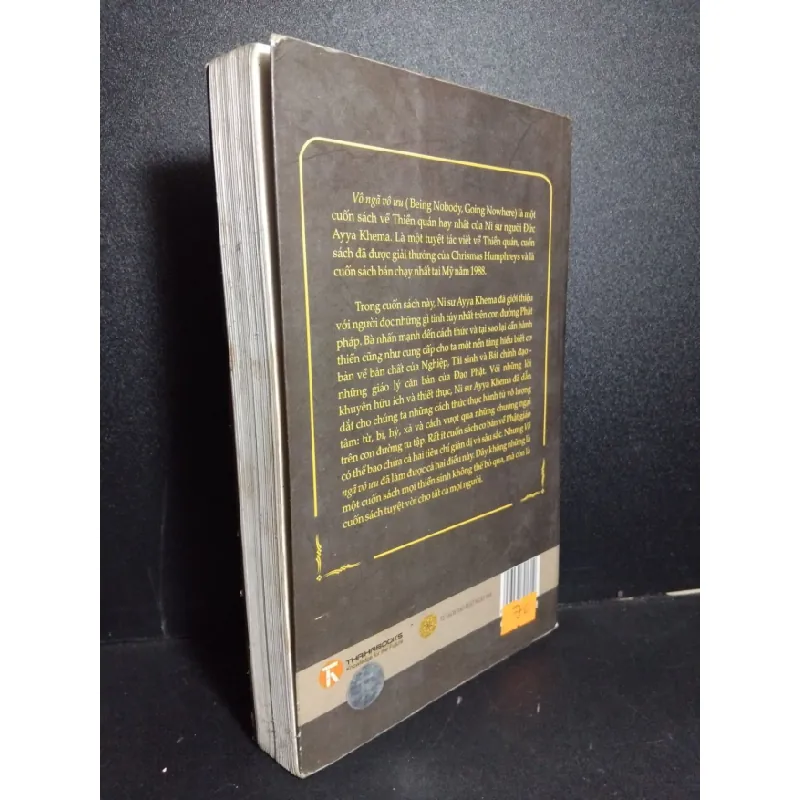 Vô ngã vô ưu ( Being Nobody, Going Nowhere) là một
cuốn sách về Thiền quán hay nhất của Ni sư người Đức
Ayya Khema. Là một tuyệt tác viết về Thiền quán, cuốn
sách đã được giải thưởng của Chrismas Humphreys và là
cuốn sách bán chạy nhất tại Mỹ năm 1988.
Trong cuốn sách này, Ni sư Ayya Khema đã giới thiệu
với người đọc những gì tinh túy nhất trên con đường Phật
pháp. Bà nhấn mạnh đến cách thức và tại sao lại cần hành
thiền cũng như cung cấp cho ta một nền tảng hiểu biết cơ
bản về bản chất của Nghiệp, Tái sinh và Bát chính đạo-
những giáo lý căn bản của Đạo Phật. Với những lời
khuyên hữu ích và thiết thực, Ni sư Ayya Khema đã dẫn
dắt cho chúng ta những cách thức thực hành tứ vô lượng
tâm: từ, bi, hỷ, xả và cách vượt qua những chướng ngại
trên con đường tu tập. Rất ít cuốn sách cơ bản về Phật giáo
có thể bao chứa cả hai tiêu chí giản dị và sâu sắc. Nhưng Vô
ngã vô ưu đã làm được cả hai điều này. Đây không những là
một cuốn sách mọi thiền sinh không thể bỏ qua, mà còn là
cuốn sách tuyệt vời cho tất cả mọi người.
THAIHABOOKS
Knowledge for the Future